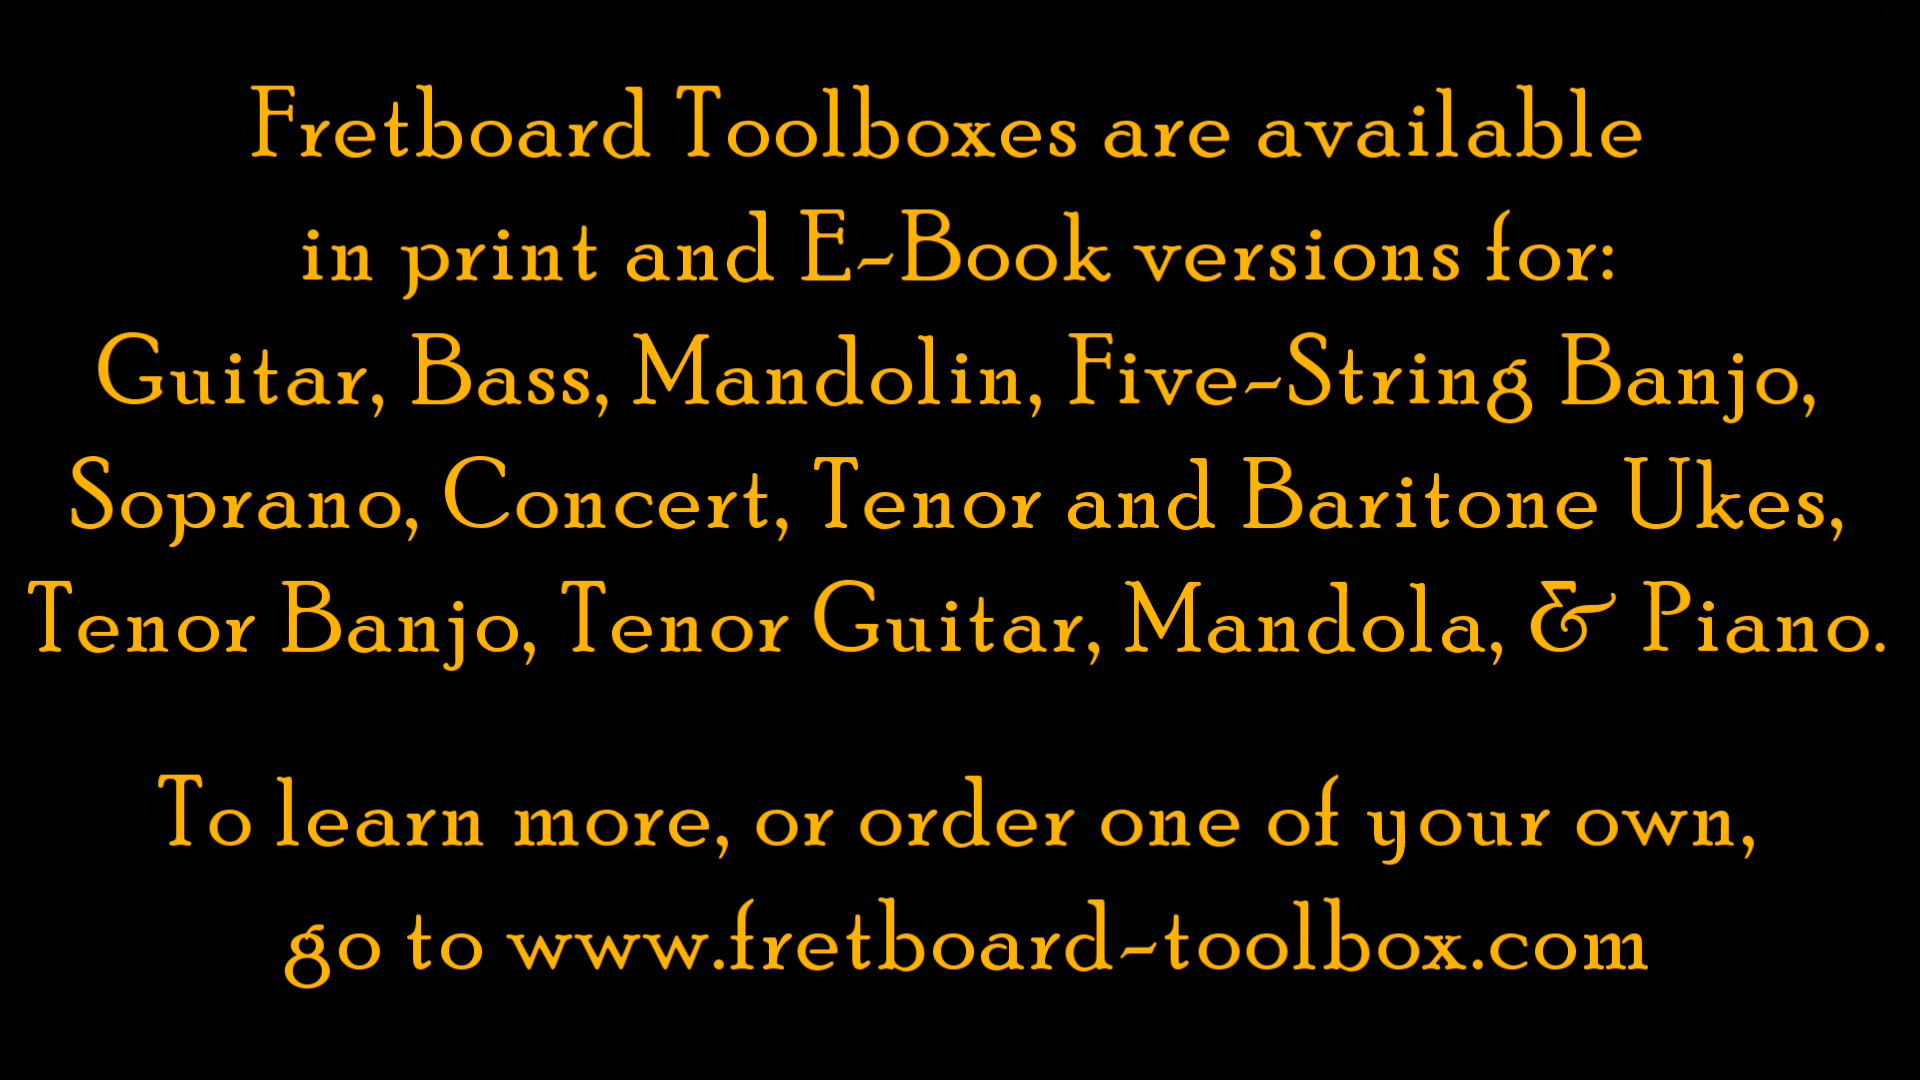 Fretboard Toolboxes are available
in print and E-Book versions for:
Guitar, Bass, Mandolin, Five-String Banjo,
Soprano, Concert, Tenor and Baritone Ukes,
Tenor Banjo, Tenor Guitar, Mandola, & Piano.
To learn more, or order one of your own,
go to www.fretboard-toolbox.com